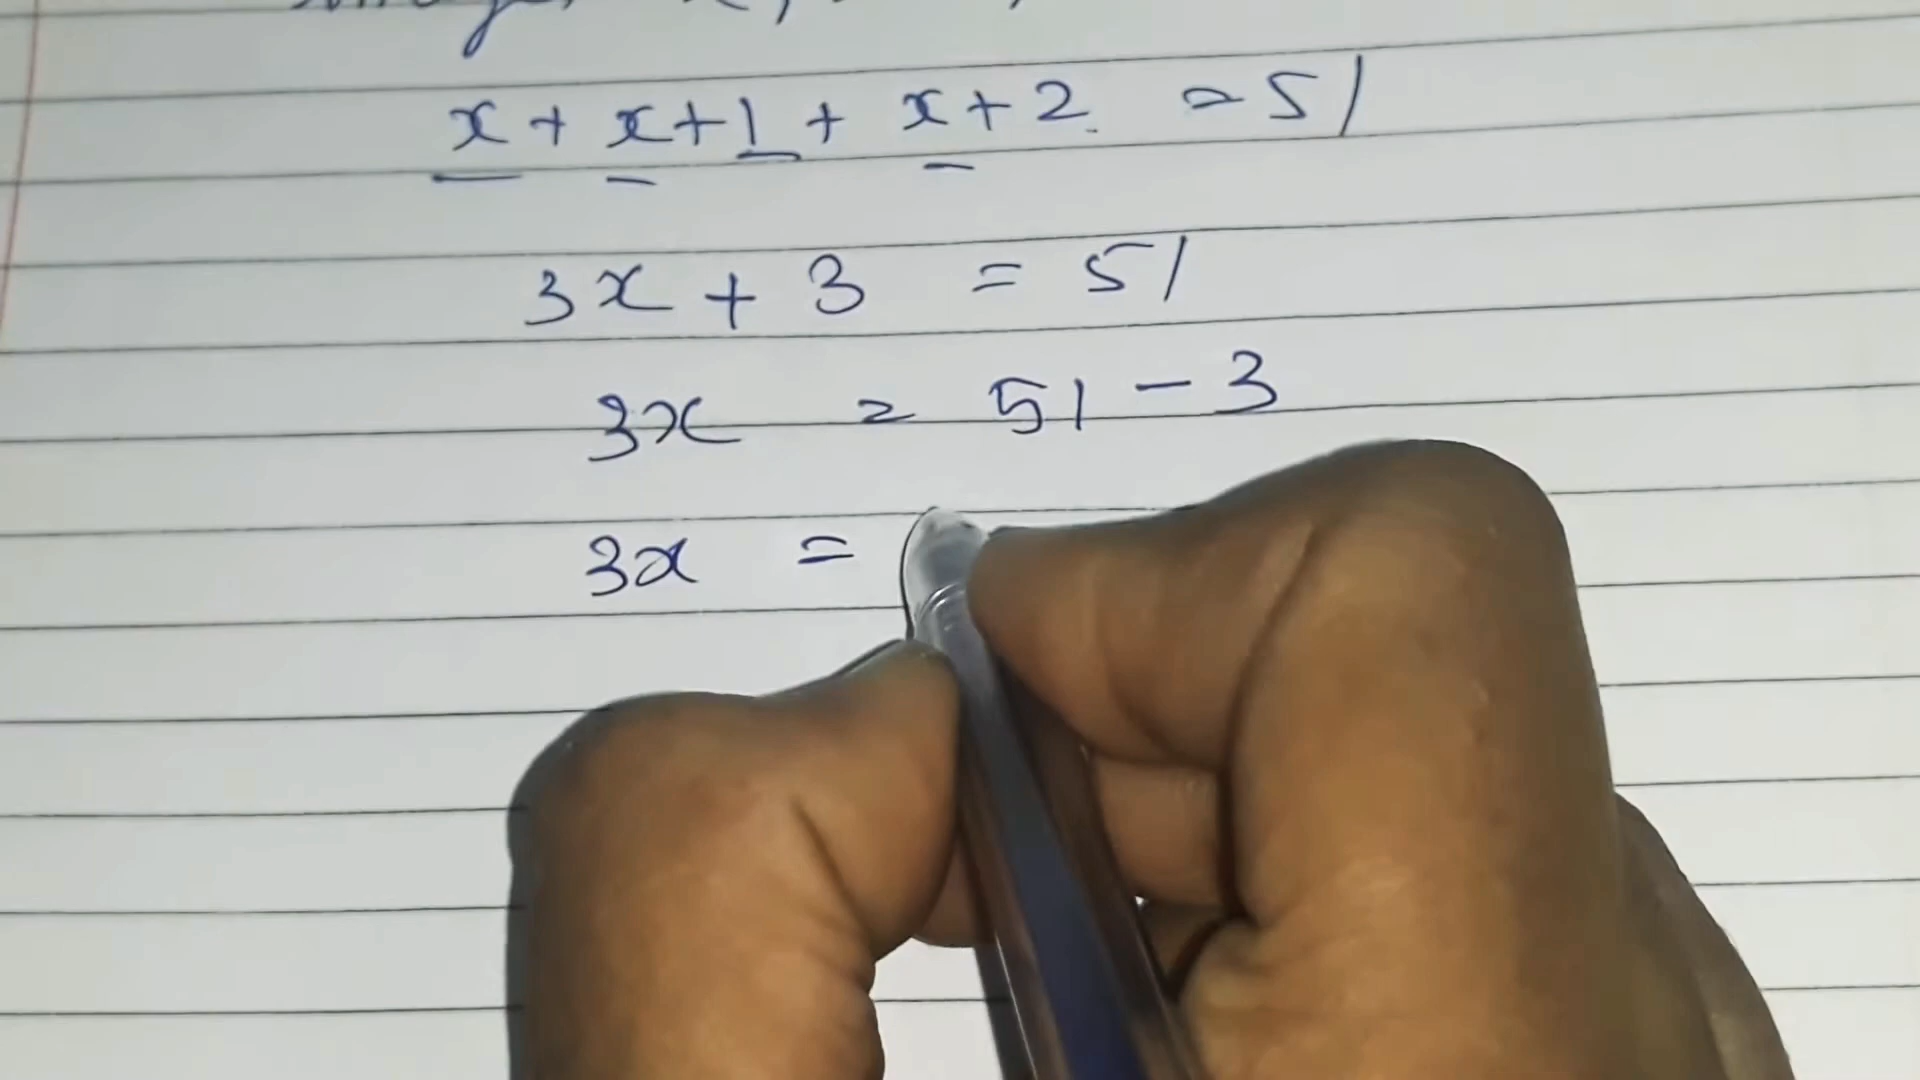 x + x+1 + x+2 = 51
3x + 3 = 51
3x = 51 - 3
3x =